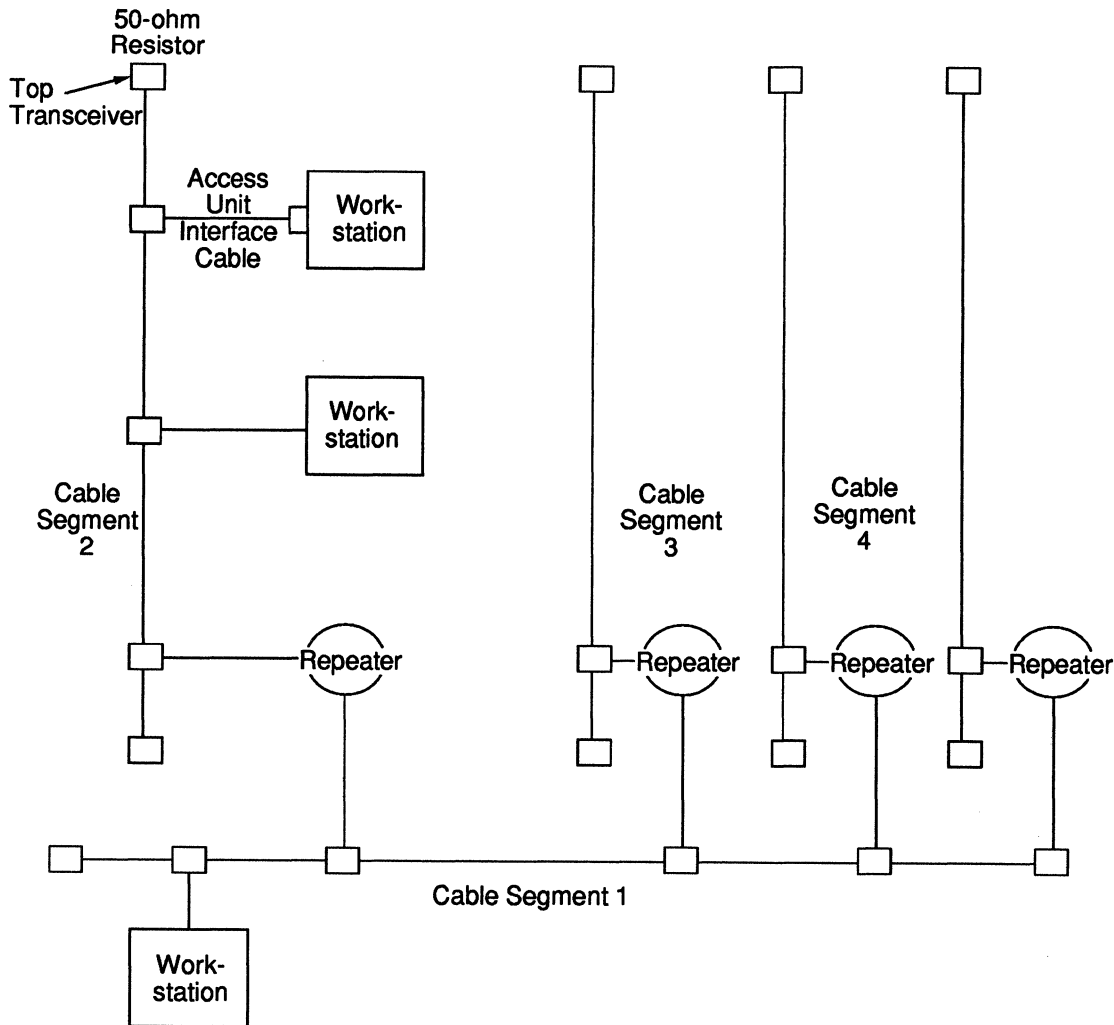 50-ohm
Resistor
Top
Transceiver
Access
Unit
Interface
Cable
Work-
station
Work-
station
Cable
Segment
2
Cable
Segment
3
Cable
Segment
4
Repeater
Repeater
Repeater
Repeater
Cable Segment 1
Work-
station